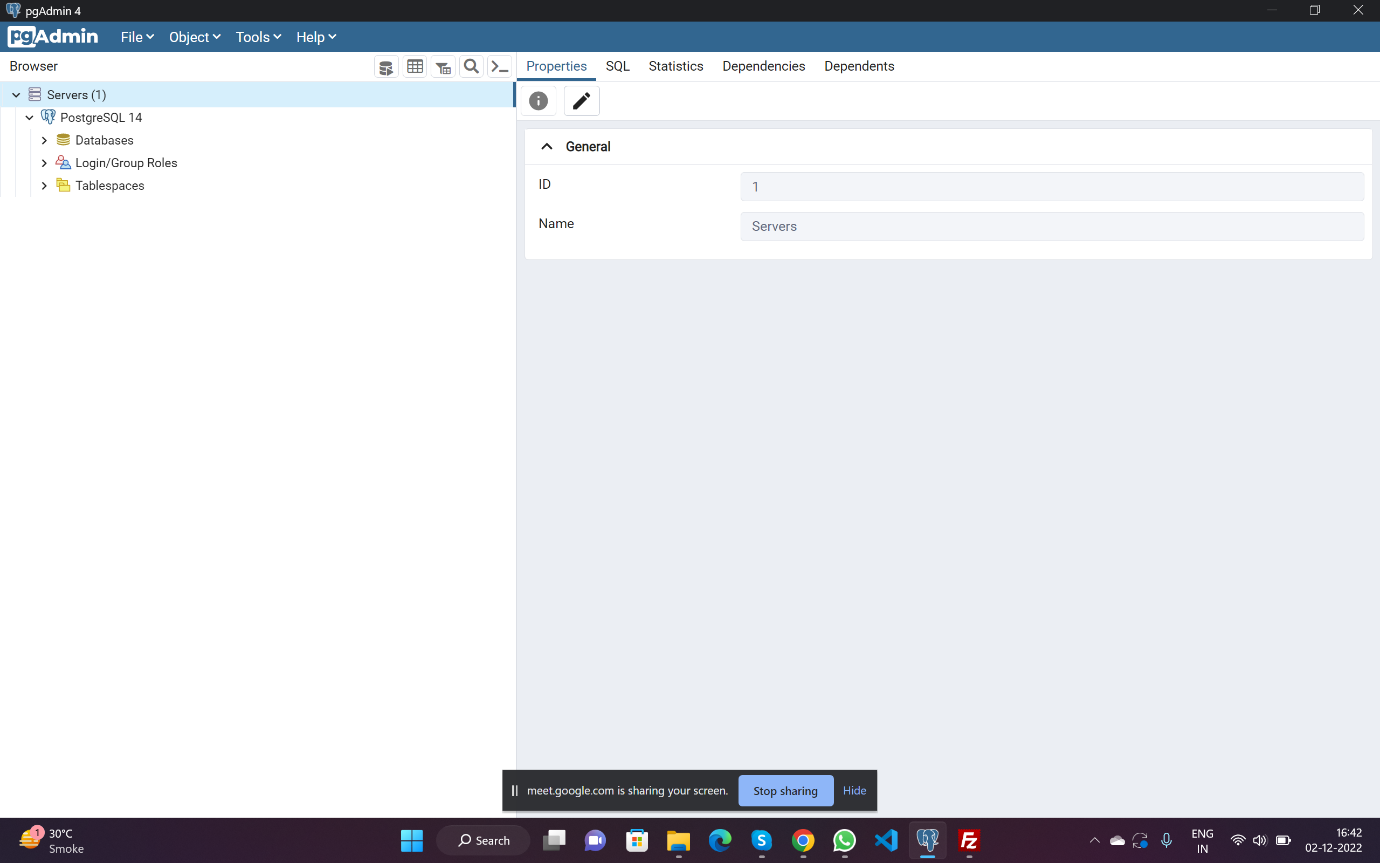 pgAdmin 4
pgAdmin File Object Tools Help
Browser
Properties SQL Statistics Dependencies Dependents
Servers (1)
PostgreSQL 14
Databases
Login/Group Roles
Tablespaces
General
ID 1
Name Servers
meet.google.com is sharing your screen. Stop sharing Hide
1
30°C
Smoke
Search
S
Fz
ENG
IN
16:42
02-12-2022